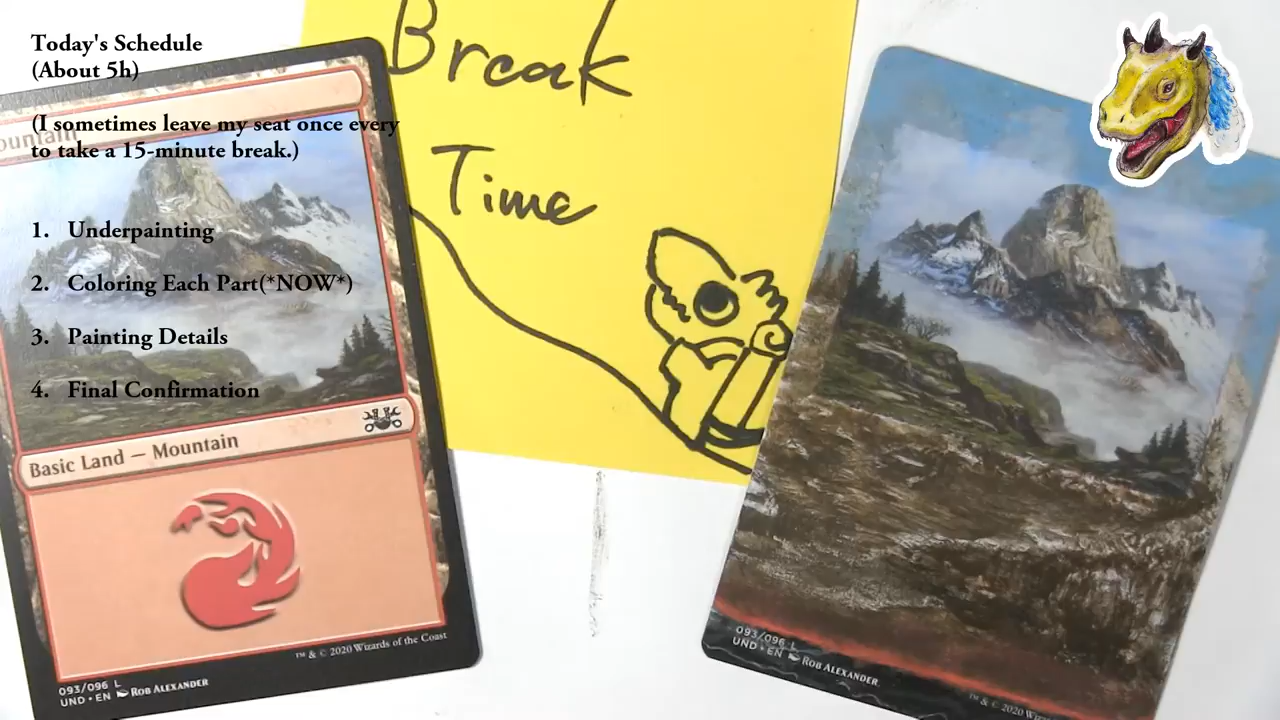 Today's Schedule
(About 5h)
(I sometimes leave my seat once every
to take a 15-minute break.)
1. Underpainting
2. Coloring Each Part(*NOW*)
3. Painting Details
4. Final Confirmation
Break
Time
Basic Land — Mountain
™ & © 2020 Wizards of the Coast
093/096 L
UND • EN ROB ALEXANDER
093/096 L
UND • EN ROB ALEXANDER
™ & © 2020